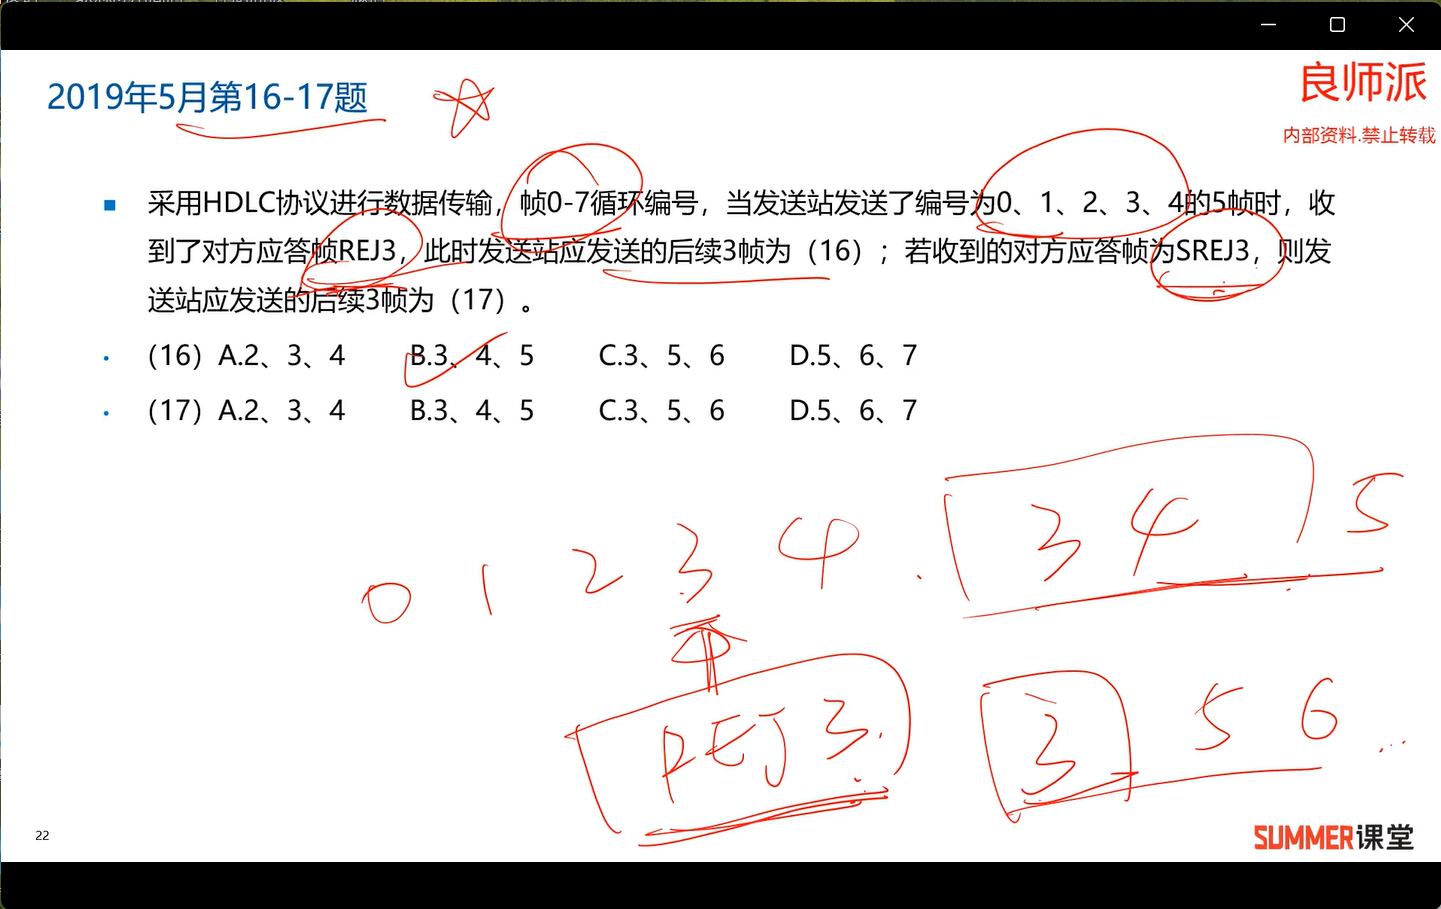 2019年5月第16-17题
良师派
内部资料.禁止转载
采用HDLC协议进行数据传输，帧0-7循环编号，当发送站发送了编号为0、1、2、3、4的5帧时，收
到了对方应答帧REJ3，此时发送站应发送的后续3帧为（16）；若收到的对方应答帧为SREJ3，则发
送站应发送的后续3帧为（17）。
（16）A.2、3、4 B.3、4、5 C.3、5、6 D.5、6、7
（17）A.2、3、4 B.3、4、5 C.3、5、6 D.5、6、7
0 1 2 3 4 . 3 4 5
REJ 3. 3 5 6 ...
22
SUMMER课堂